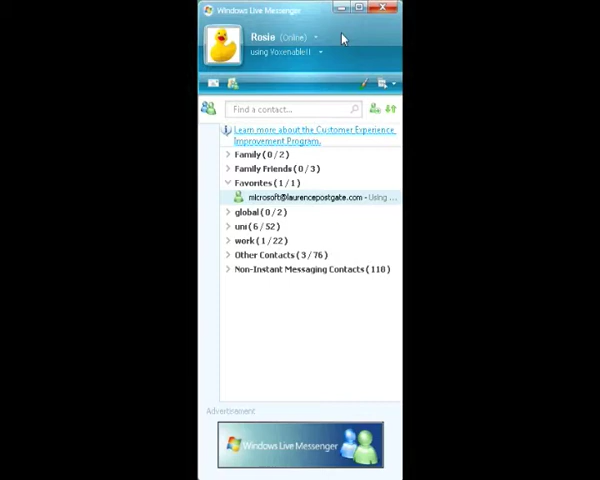 Windows Live Messenger
Rosie (Online)
using Voxenable!!
Find a contact...
Learn more about the Customer Experience
Improvement Program.
Family (0 / 2)
Family Friends (0 / 3)
Favorites (1 / 1)
microsoft@laurencepostgate.com - Using ...
global (0 / 2)
uni (6 / 52)
work (1 / 22)
Other Contacts (3 / 76)
Non-Instant Messaging Contacts (118)
Advertisement
Windows Live Messenger